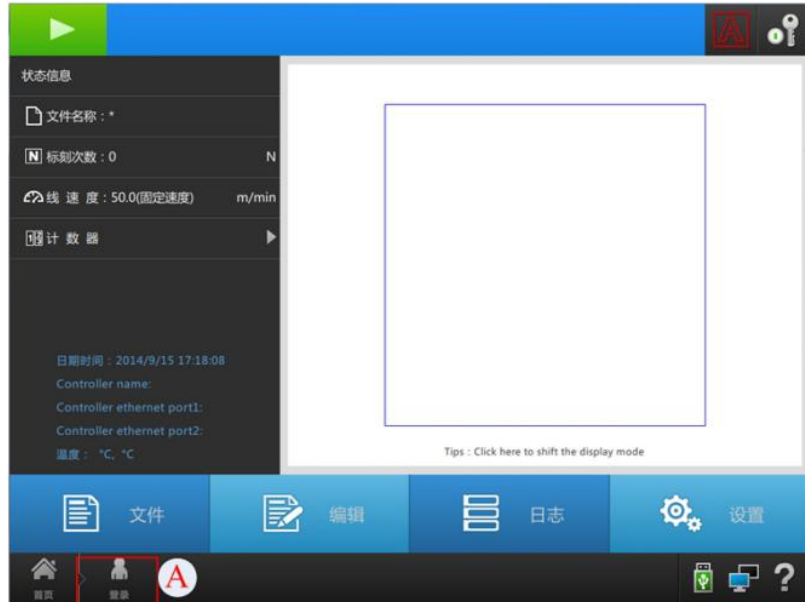 A
状态信息
文件名称：*
N 标刻次数：0 N
线 速 度：50.0(固定速度) m/min
计 数 器
日期时间：2014/9/15 17:18:08
Controller name:
Controller ethernet port1:
Controller ethernet port2:
温度： °C, °C
Tips : Click here to shift the display mode
文件 编辑 日志 设置
首页 登录 A ?